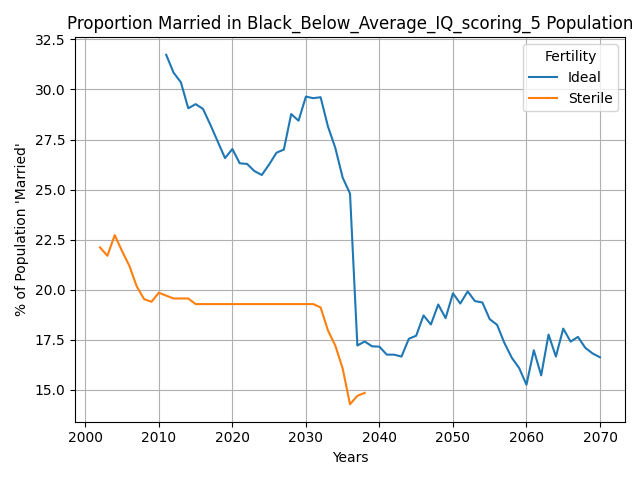 Proportion Married in Black_Below_Average_IQ_scoring_5 Population
% of Population 'Married'
32.5
30.0
27.5
25.0
22.5
20.0
17.5
15.0
Fertility
Ideal
Sterile
2000 2010 2020 2030 2040 2050 2060 2070
Years